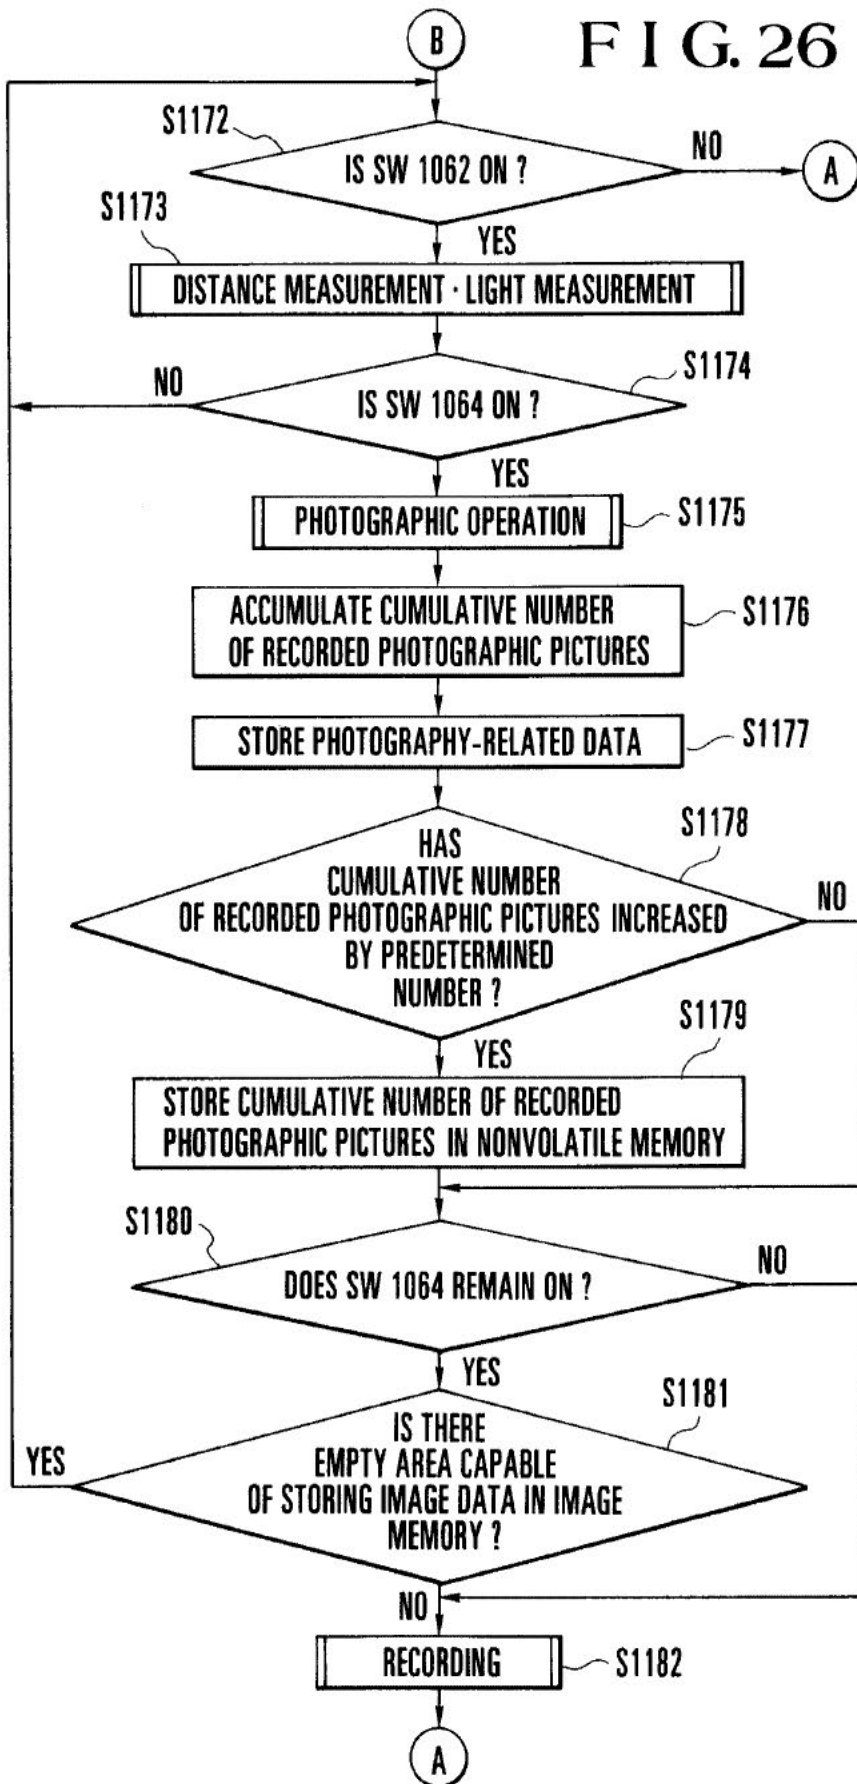 B
F I G. 26
S1172
IS SW 1062 ON ?
NO
A
S1173
YES
DISTANCE MEASUREMENT · LIGHT MEASUREMENT
S1174
NO
IS SW 1064 ON ?
YES
PHOTOGRAPHIC OPERATION
S1175
ACCUMULATE CUMULATIVE NUMBER
OF RECORDED PHOTOGRAPHIC PICTURES
S1176
STORE PHOTOGRAPHY-RELATED DATA
S1177
S1178
HAS
CUMULATIVE NUMBER
OF RECORDED PHOTOGRAPHIC PICTURES INCREASED
BY PREDETERMINED
NUMBER ?
NO
S1179
YES
STORE CUMULATIVE NUMBER OF RECORDED
PHOTOGRAPHIC PICTURES IN NONVOLATILE MEMORY
S1180
DOES SW 1064 REMAIN ON ?
NO
YES
S1181
IS THERE
EMPTY AREA CAPABLE
OF STORING IMAGE DATA IN IMAGE
MEMORY ?
YES
NO
RECORDING
S1182
A